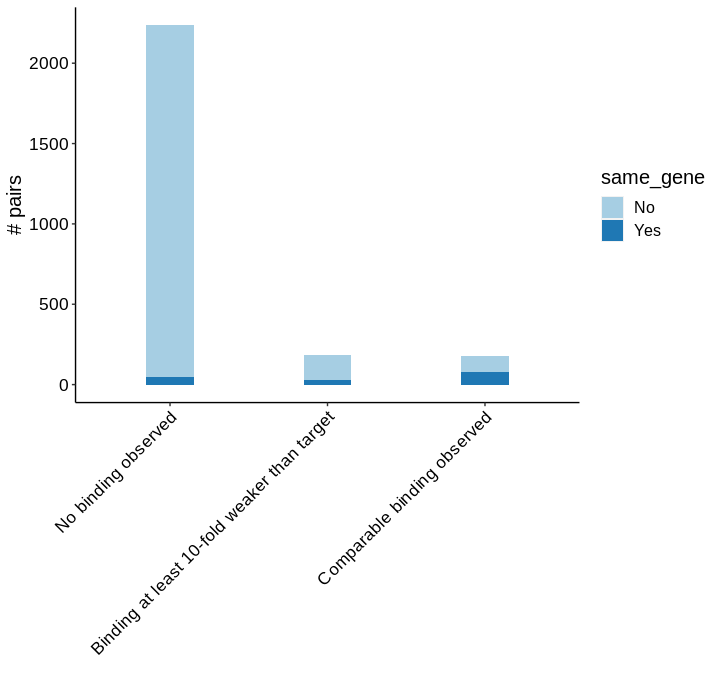 # pairs
2000
1500
1000
500
0
No binding observed
Binding at least 10-fold weaker than target
Comparable binding observed
same_gene
No
Yes